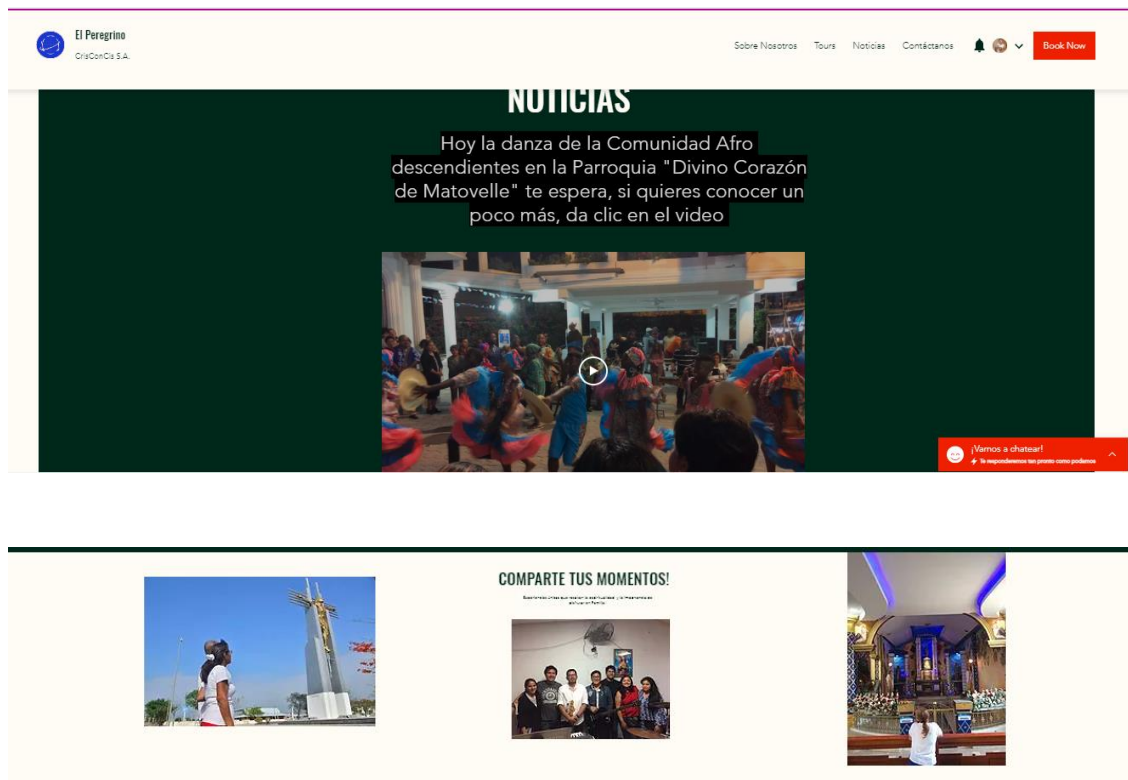 El Peregrino
CrisConCis S.A.
Sobre Nosotros Tours Noticias Contáctanos Book Now
NOTICIAS
Hoy la danza de la Comunidad Afro
descendientes en la Parroquia "Divino Corazón
de Matovelle" te espera, si quieres conocer un
poco más, da clic en el video
¡Vamos a chatear!
Te responderemos tan pronto como podamos
COMPARTE TUS MOMENTOS!